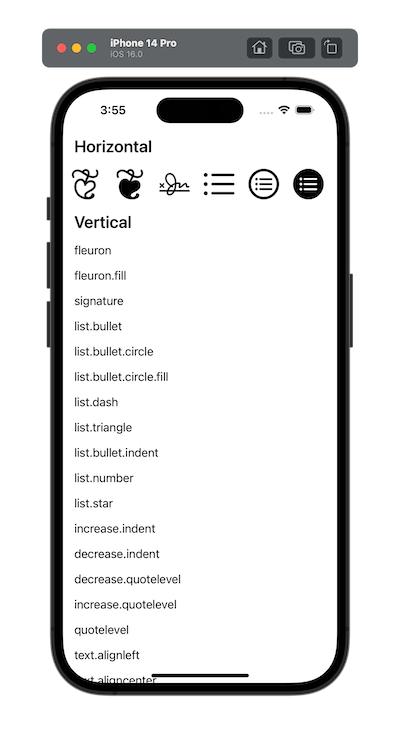 iPhone 14 Pro
iOS 16.0
3:55
Horizontal
Vertical
fleuron
fleuron.fill
signature
list.bullet
list.bullet.circle
list.bullet.circle.fill
list.dash
list.triangle
list.bullet.indent
list.number
list.star
increase.indent
decrease.indent
decrease.quotelevel
increase.quotelevel
quotelevel
text.alignleft
text.aligncenter